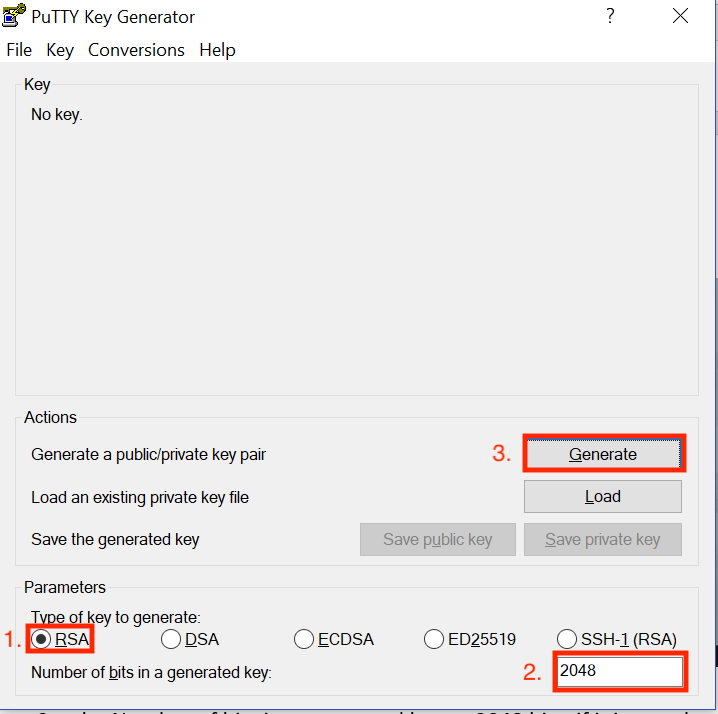 PuTTY Key Generator
?
File Key Conversions Help
Key
No key.
Actions
Generate a public/private key pair
3.
Generate
Load an existing private key file
Load
Save the generated key
Save public key
Save private key
Parameters
Type of key to generate:
1.
RSA
DSA
ECDSA
ED25519
SSH-1 (RSA)
Number of bits in a generated key:
2.
2048